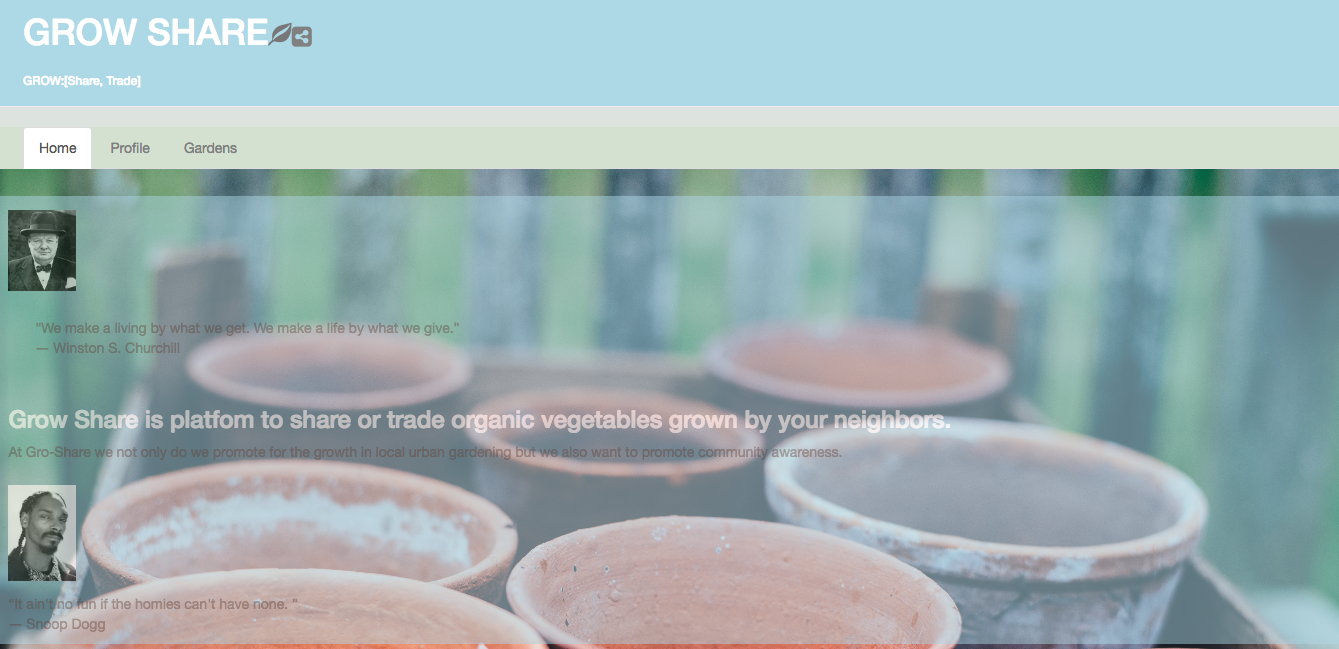 GROW SHARE
GROW:[Share, Trade]
Home Profile Gardens
"We make a living by what we get. We make a life by what we give."
— Winston S. Churchill
Grow Share is platfom to share or trade organic vegetables grown by your neighbors.
At Gro-Share we not only do we promote for the growth in local urban gardening but we also want to promote community awareness.
"It ain't no fun if the homies can't have none. "
— Snoop Dogg